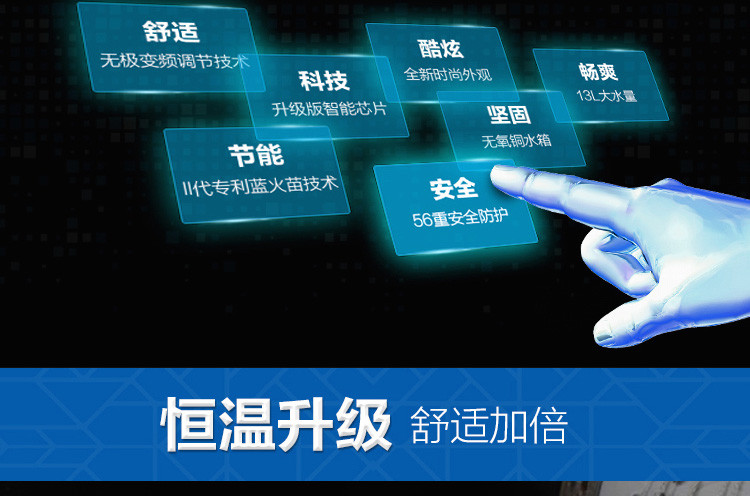 舒适
无极变频调节技术
酷炫
全新时尚外观
畅爽
13L大水量
科技
升级版智能芯片
坚固
无氧铜水箱
节能
II代专利蓝火苗技术
安全
56重安全防护
恒温升级 舒适加倍